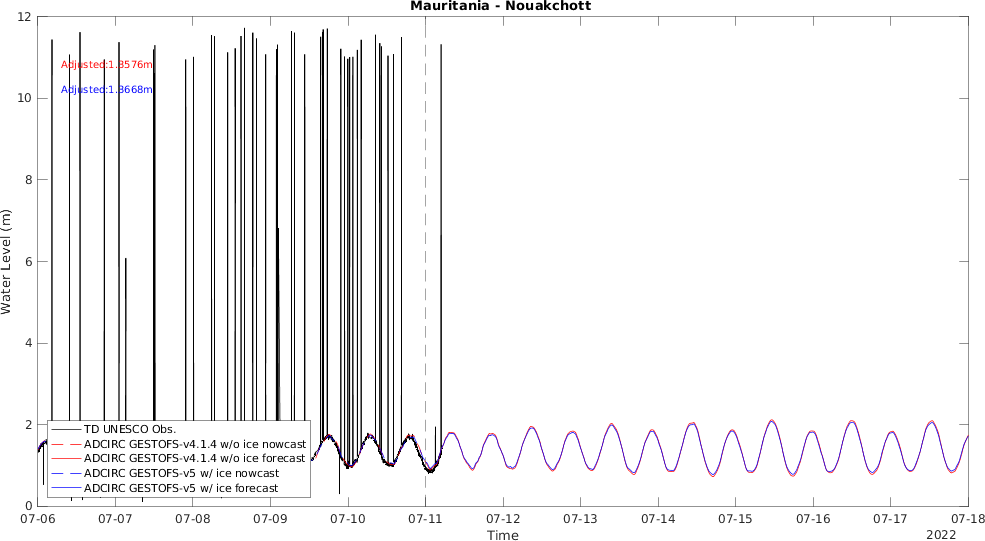 Mauritania - Nouakchott
12
10
8
6
4
2
0
Water Level (m)
Adjusted:1.3576m
Adjusted:1.3668m
TD UNESCO Obs.
ADCIRC GESTOFS-v4.1.4 w/o ice nowcast
ADCIRC GESTOFS-v4.1.4 w/o ice forecast
ADCIRC GESTOFS-v5 w/ ice nowcast
ADCIRC GESTOFS-v5 w/ ice forecast
07-06 07-07 07-08 07-09 07-10 07-11 07-12 07-13 07-14 07-15 07-16 07-17 07-18
Time
2022